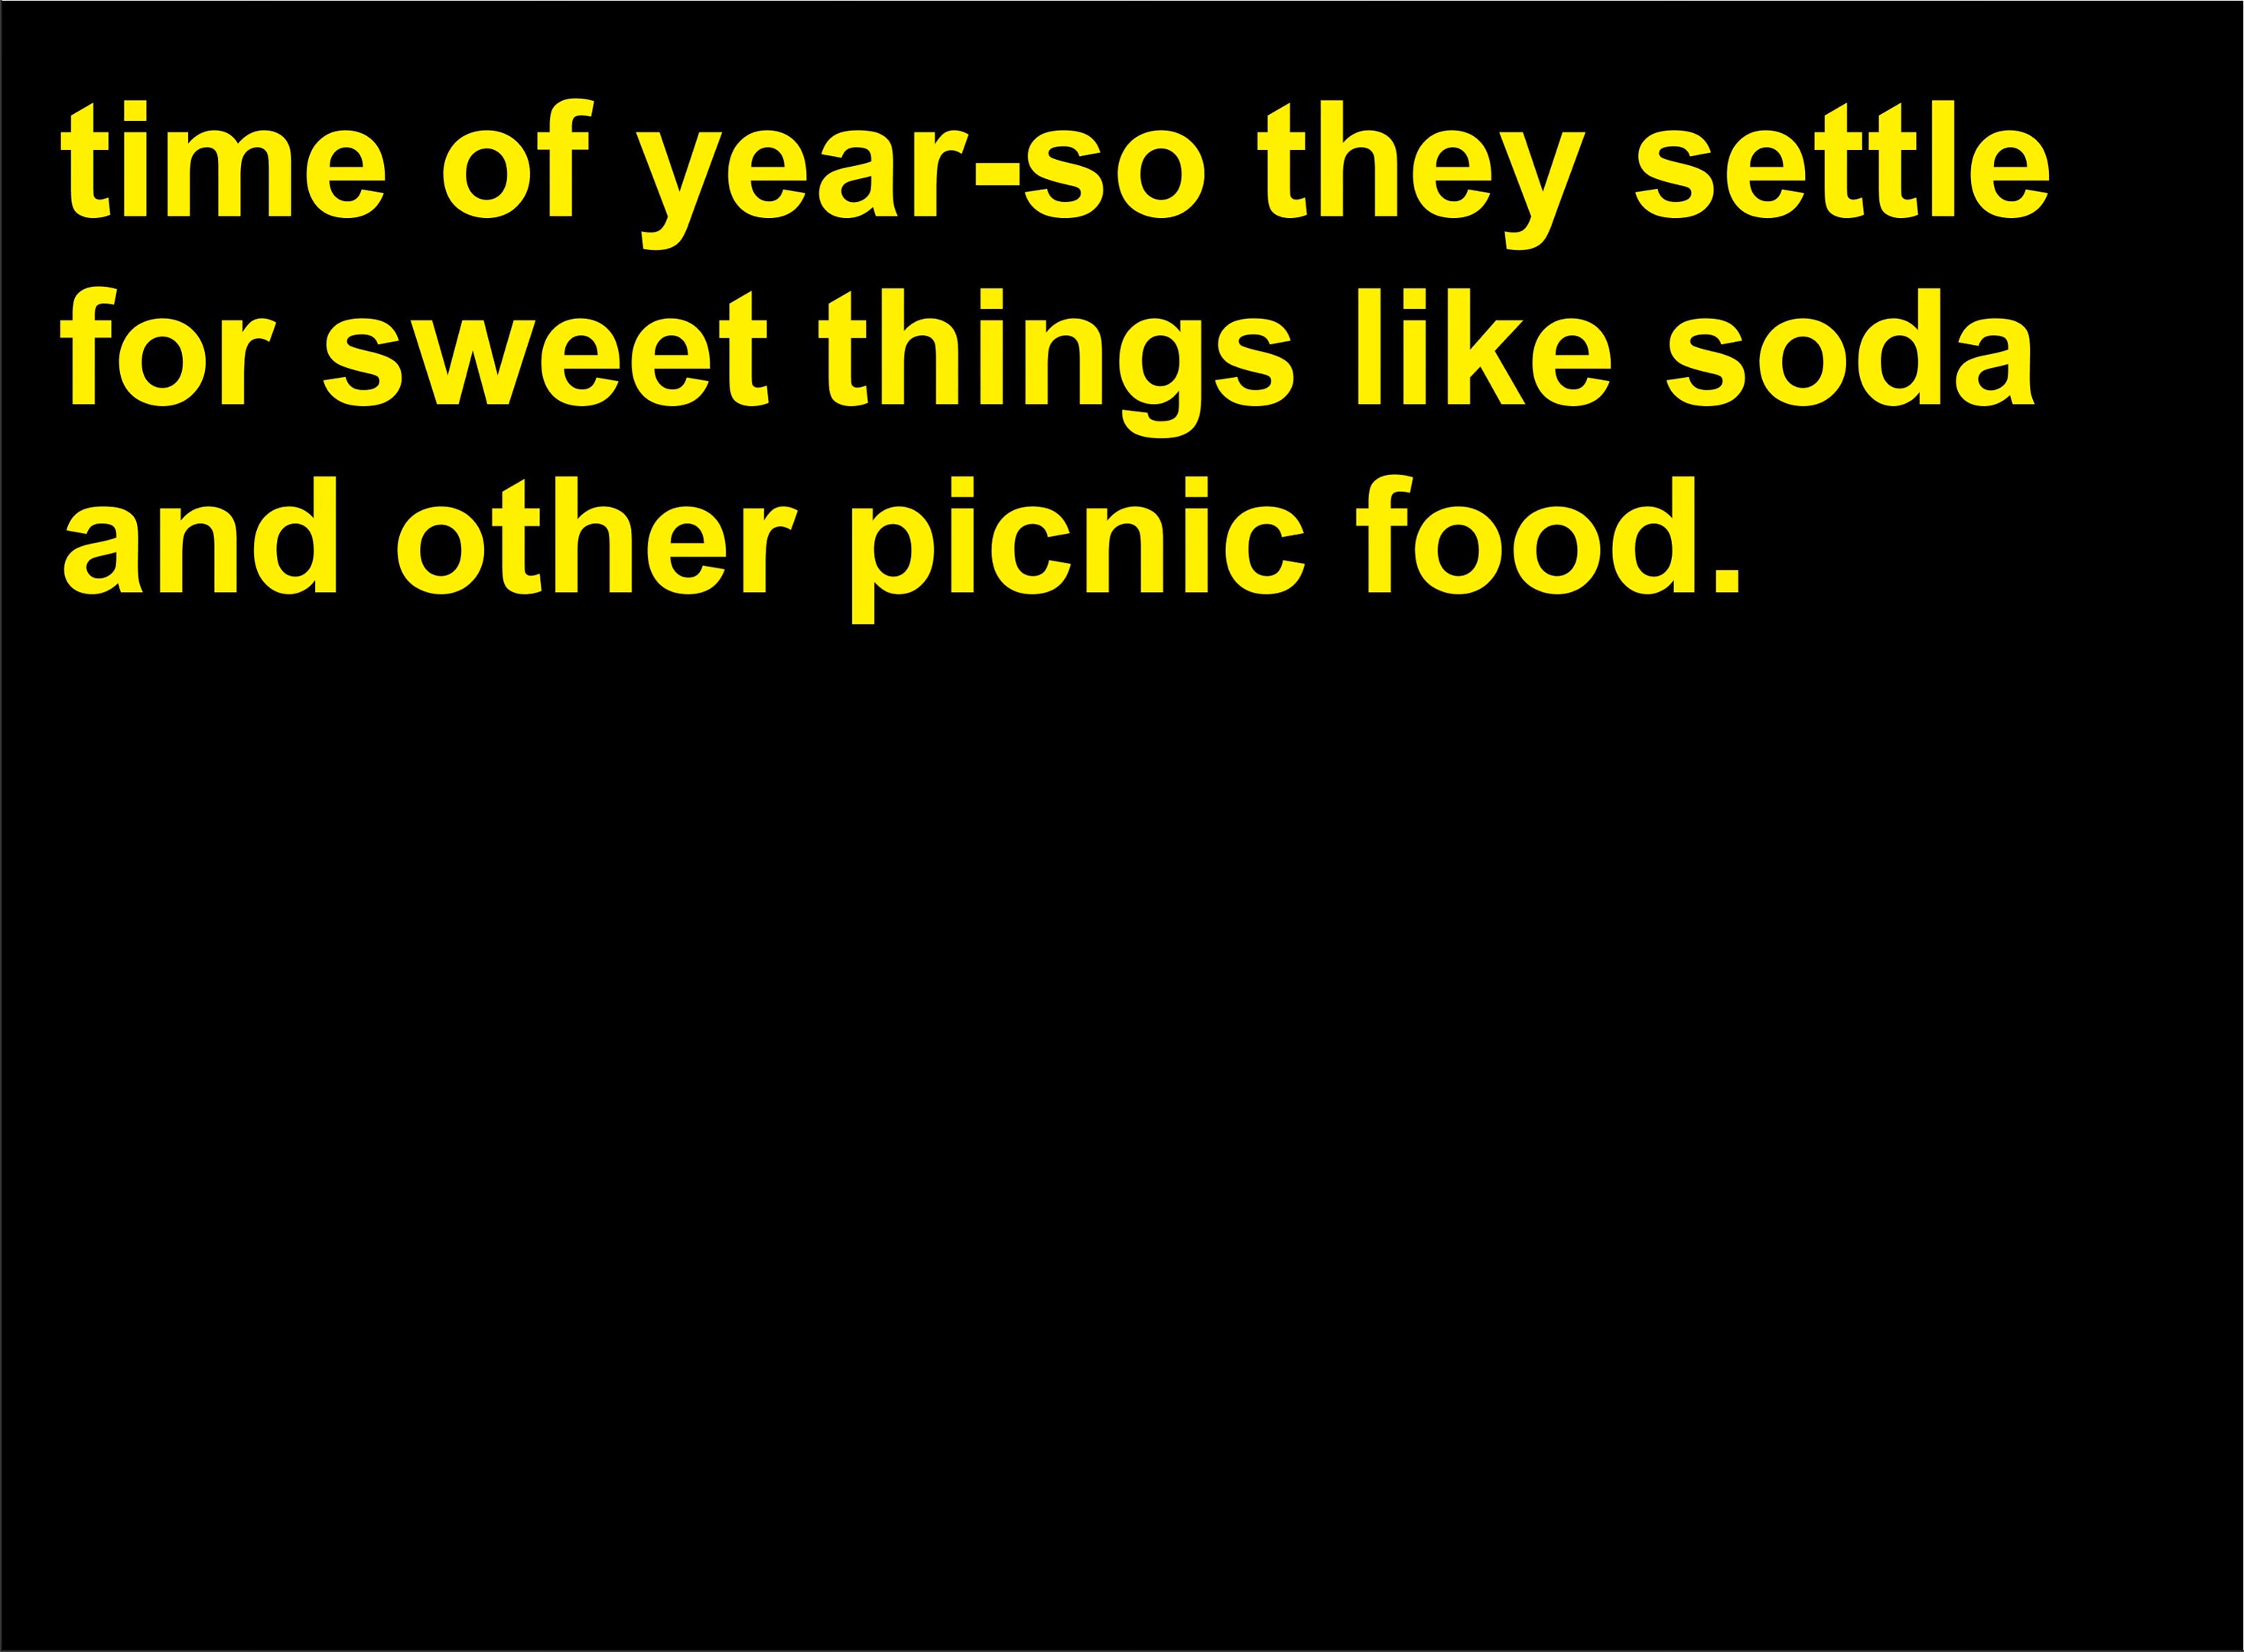 time of year-so they settle
for sweet things like soda
and other picnic food.